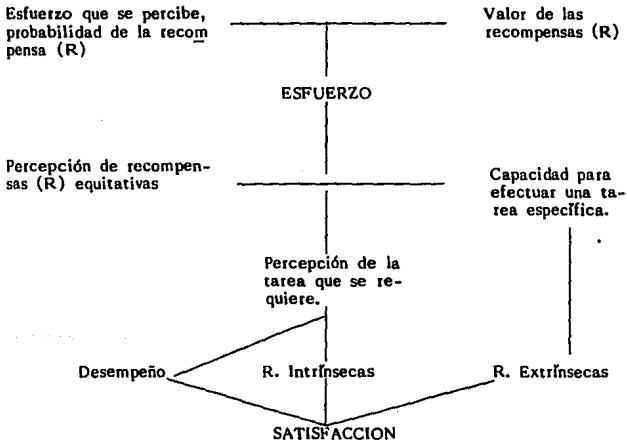 Esfuerzo que se percibe,
probabilidad de la recom
pensa (R)
Valor de las
recompensas (R)
ESFUERZO
Percepción de recompen-
sas (R) equitativas
Capacidad para
efectuar una ta-
rea específica.
Percepción de la
tarea que se re-
quiere.
Desempeño
R. Intrínsecas
R. Extrínsecas
SATISFACCION